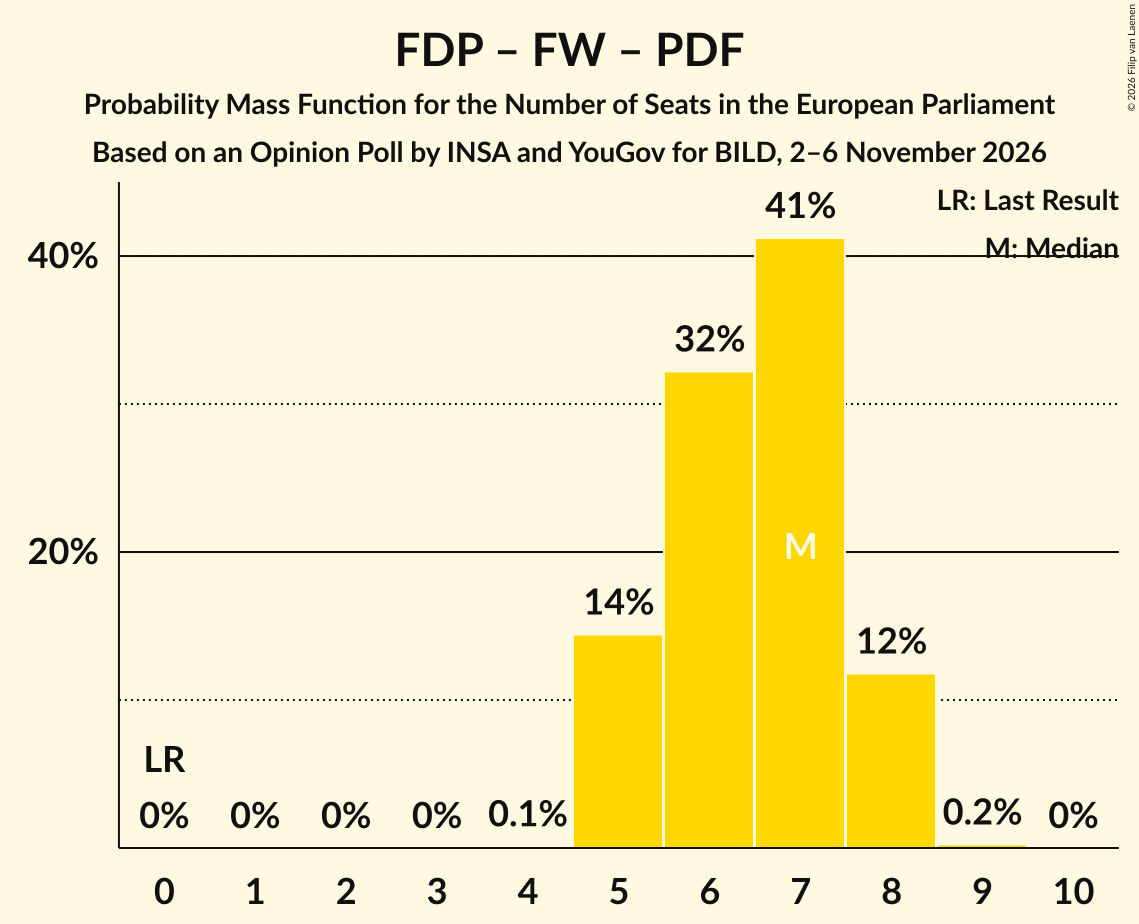 FDP – FW – PDF
Probability Mass Function for the Number of Seats in the European Parliament
Based on an Opinion Poll by INSA and YouGov for BILD, 2–6 November 2026
© 2026 Filip van Laenen
LR: Last Result
M: Median
41%
40%
32%
M
20%
14%
12%
LR
0% 0% 0% 0% 0.1% 0.2% 0%
0 1 2 3 4 5 6 7 8 9 10